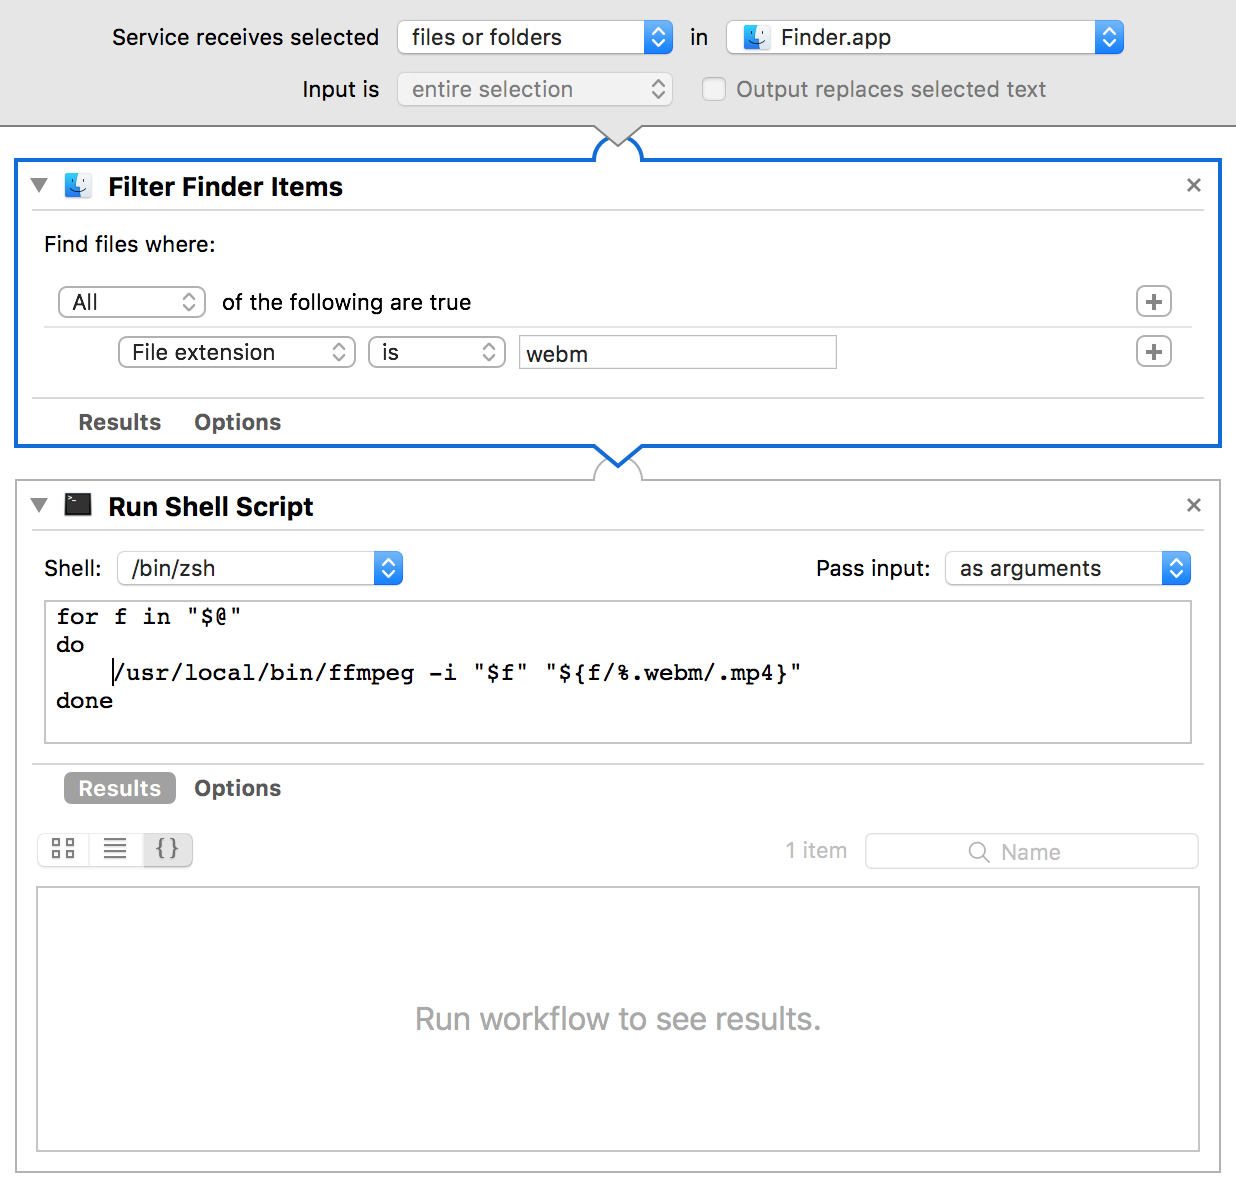 Service receives selected files or folders in Finder.app
Input is entire selection Output replaces selected text
Filter Finder Items
Find files where:
All of the following are true
File extension is webm
Results Options
Run Shell Script
Shell: /bin/zsh Pass input: as arguments
for f in "$@"
do
    /usr/local/bin/ffmpeg -i "$f" "${f/%.webm/.mp4}"
done
Results Options
{} 1 item Name
Run workflow to see results.